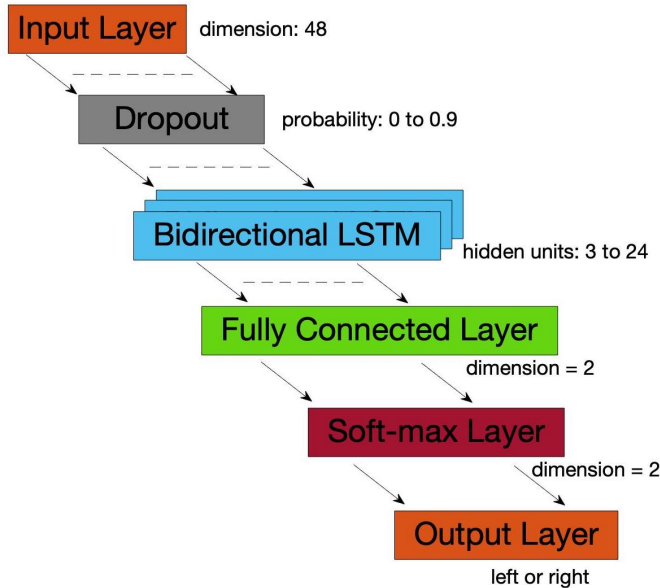 Input Layer
dimension: 48
Dropout
probability: 0 to 0.9
Bidirectional LSTM
hidden units: 3 to 24
Fully Connected Layer
dimension = 2
Soft-max Layer
dimension = 2
Output Layer
left or right